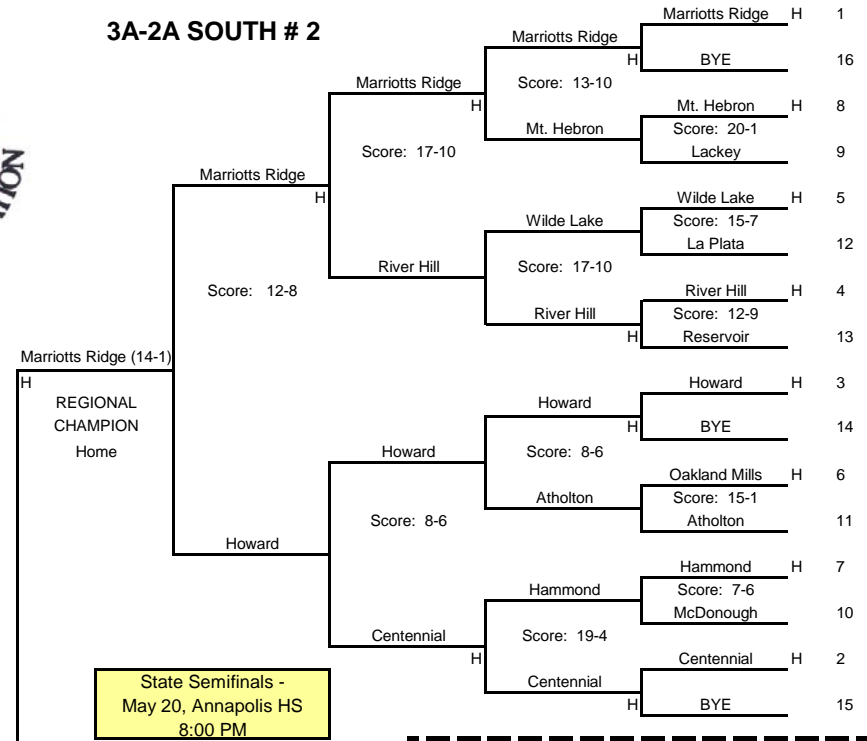 3A-2A SOUTH # 2
Marriotts Ridge H 1
Marriotts Ridge
H BYE 16
Marriotts Ridge Score: 13-10
H Mt. Hebron H 8
Mt. Hebron Score: 20-1
Score: 17-10 Lackey 9
Marriotts Ridge
H Wilde Lake H 5
Wilde Lake Score: 15-7
La Plata 12
River Hill Score: 17-10
Score: 12-8 River Hill H 4
River Hill Score: 12-9
H Reservoir 13
Marriotts Ridge (14-1)
H Howard H 3
REGIONAL Howard
CHAMPION H BYE 14
Home Howard Score: 8-6
Oakland Mills H 6
Atholton Score: 15-1
Score: 8-6 Atholton 11
Howard
Hammond H 7
Hammond Score: 7-6
McDonough 10
Centennial Score: 19-4
H Centennial H 2
State Semifinals - Centennial
May 20, Annapolis HS H BYE 15
8:00 PM